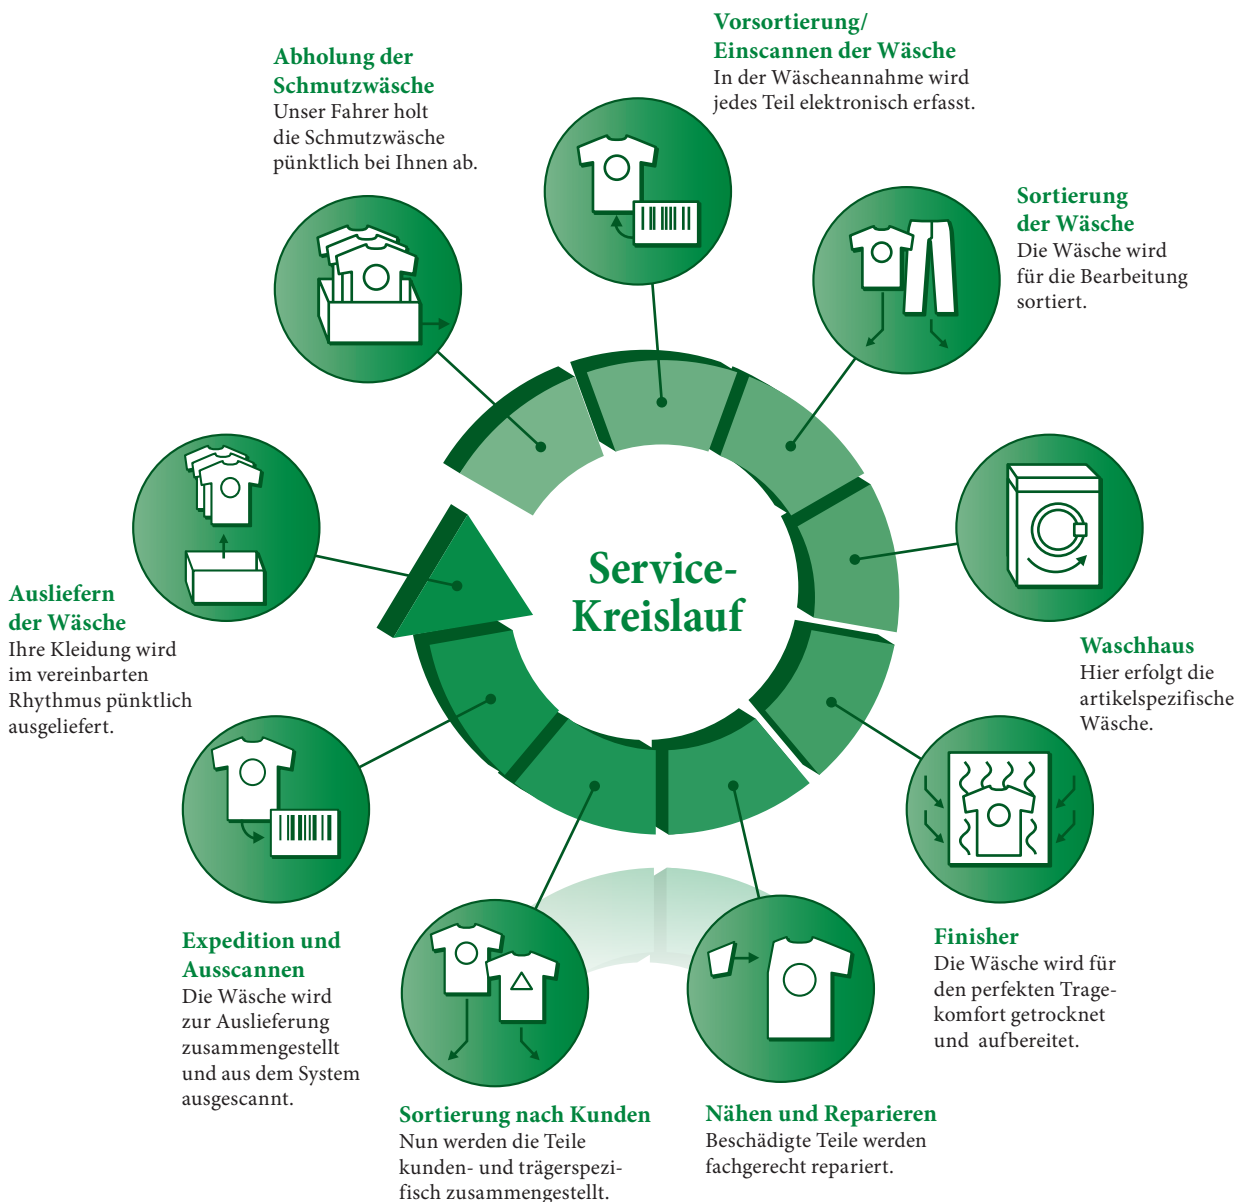 Abholung der
Schmutzwäsche
Unser Fahrer holt
die Schmutzwäsche
pünktlich bei Ihnen ab.
Vorsortierung/
Einscannen der Wäsche
In der Wäscheannahme wird
jedes Teil elektronisch erfasst.
Sortierung
der Wäsche
Die Wäsche wird
für die Bearbeitung
sortiert.
Waschhaus
Hier erfolgt die
artikelspezifische
Wäsche.
Finisher
Die Wäsche wird für
den perfekten Trage-
komfort getrocknet
und aufbereitet.
Nähen und Reparieren
Beschädigte Teile werden
fachgerecht repariert.
Sortierung nach Kunden
Nun werden die Teile
kunden- und trägerspezi-
fisch zusammengestellt.
Expedition und
Ausscannen
Die Wäsche wird
zur Auslieferung
zusammengestellt
und aus dem System
ausgescannt.
Ausliefern
der Wäsche
Ihre Kleidung wird
im vereinbarten
Rhythmus pünktlich
ausgeliefert.
Service-
Kreislauf